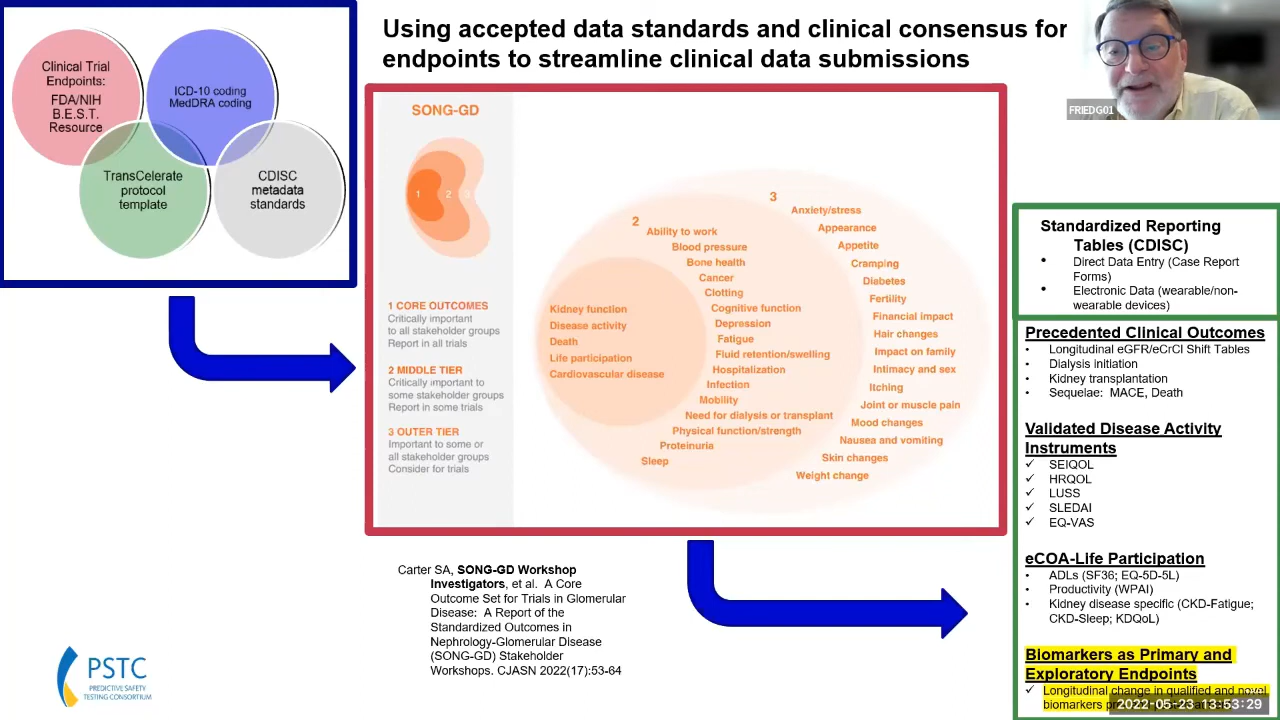 Using accepted data standards and clinical consensus for
endpoints to streamline clinical data submissions
Clinical Trial
Endpoints:
FDA/NIH
B.E.S.T.
Resource
ICD-10 coding
MedDRA coding
TransCelerate
protocol
template
CDISC
metadata
standards
FRIEDG01
SONG-GD
1
2
3
1 CORE OUTCOMES
Critically important
to all stakeholder groups
Report in all trials
2 MIDDLE TIER
Critically important to
some stakeholder groups
Report in some trials
3 OUTER TIER
Important to some or
all stakeholder groups
Consider for trials
Kidney function
Disease activity
Death
Life participation
Cardiovascular disease
2
Ability to work
Blood pressure
Bone health
Cancer
Clotting
Cognitive function
Depression
Fatigue
Fluid retention/swelling
Hospitalization
Infection
Mobility
Need for dialysis or transplant
Physical function/strength
Proteinuria
Sleep
3
Anxiety/stress
Appearance
Appetite
Cramping
Diabetes
Fertility
Financial impact
Hair changes
Impact on family
Intimacy and sex
Itching
Joint or muscle pain
Mood changes
Nausea and vomiting
Skin changes
Weight change
Carter SA, SONG-GD Workshop
Investigators, et al. A Core
Outcome Set for Trials in Glomerular
Disease: A Report of the
Standardized Outcomes in
Nephrology-Glomerular Disease
(SONG-GD) Stakeholder
Workshops. CJASN 2022(17):53-64
PSTC
PREDICTIVE SAFETY
TESTING CONSORTIUM
Standardized Reporting
Tables (CDISC)
• Direct Data Entry (Case Report
Forms)
• Electronic Data (wearable/non-
wearable devices)
Precedented Clinical Outcomes
• Longitudinal eGFR/eCrCl Shift Tables
• Dialysis initiation
• Kidney transplantation
• Sequelae: MACE, Death
Validated Disease Activity
Instruments
✓ SEIQOL
✓ HRQOL
✓ LUSS
✓ SLEDAI
✓ EQ-VAS
eCOA-Life Participation
• ADLs (SF36; EQ-5D-5L)
• Productivity (WPAI)
• Kidney disease specific (CKD-Fatigue;
CKD-Sleep; KDQoL)
Biomarkers as Primary and
Exploratory Endpoints
✓ Longitudinal change in qualified and novel
biomarkers
2022-05-23 13:53:29